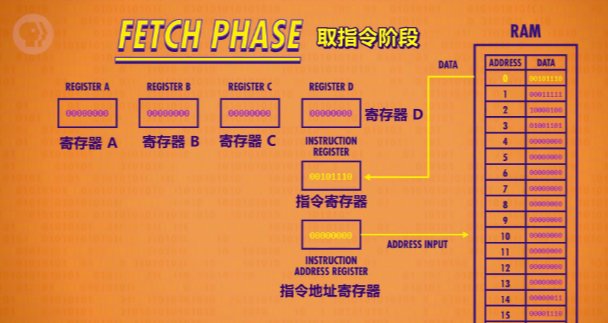 FETCH PHASE 取指令阶段
RAM
REGISTER A REGISTER B REGISTER C REGISTER D
00000000 00000000 00000000 00000000
寄存器 A 寄存器 B 寄存器 C 寄存器 D
INSTRUCTION
REGISTER
00101110
指令寄存器
00000000
INSTRUCTION
ADDRESS REGISTER
指令地址寄存器
DATA
ADDRESS INPUT
ADDRESS DATA
0 00101110
1 00011111
2 10000100
3 01001101
4 00000000
5 00000000
6 00000000
7 00000000
8 00000000
9 00000000
10 00000000
11 00000000
12 00000000
13 00000000
14 00000011
15 00001110